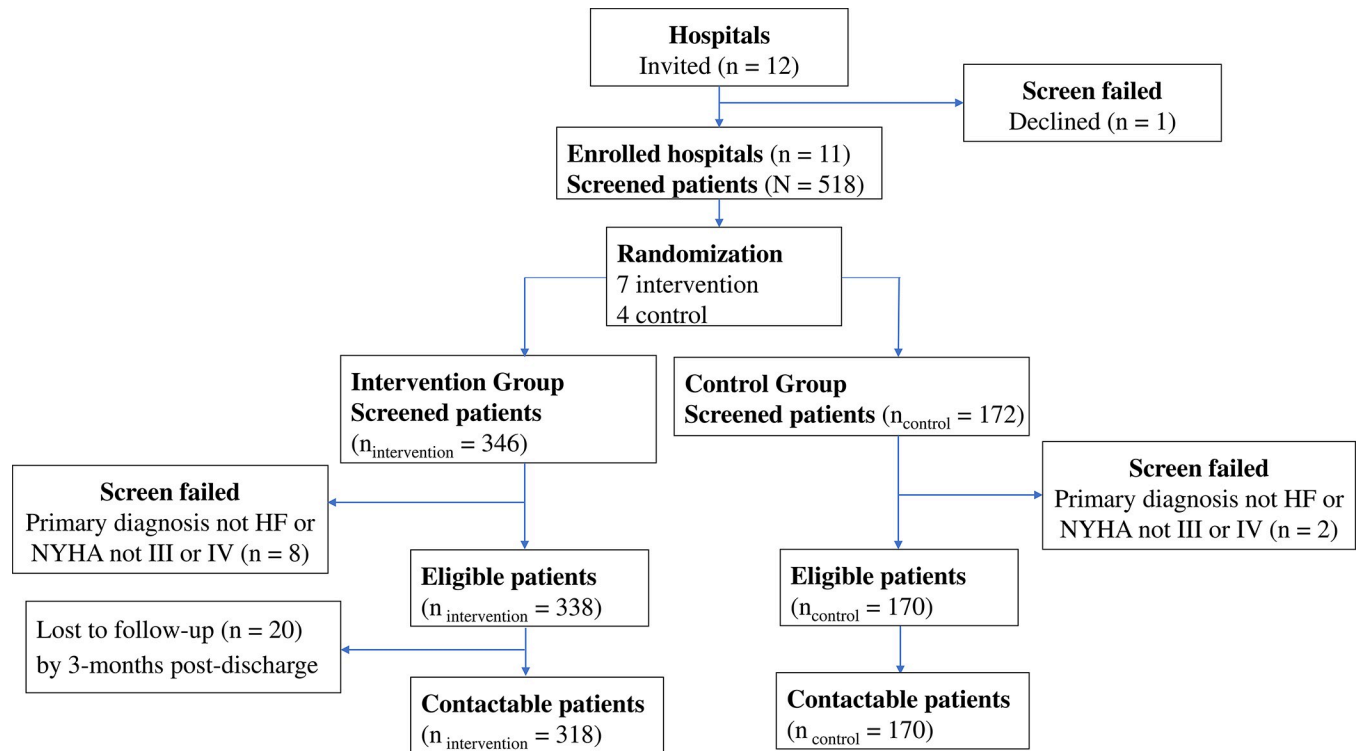 Hospitals
Invited (n = 12)
Screen failed
Declined (n = 1)
Enrolled hospitals (n = 11)
Screened patients (N = 518)
Randomization
7 intervention
4 control
Intervention Group
Screened patients
(n intervention = 346)
Control Group
Screened patients (n control = 172)
Screen failed
Primary diagnosis not HF or
NYHA not III or IV (n = 8)
Screen failed
Primary diagnosis not HF or
NYHA not III or IV (n = 2)
Eligible patients
(n intervention = 338)
Eligible patients
(n control = 170)
Lost to follow-up (n = 20)
by 3-months post-discharge
Contactable patients
(n intervention = 318)
Contactable patients
(n control = 170)